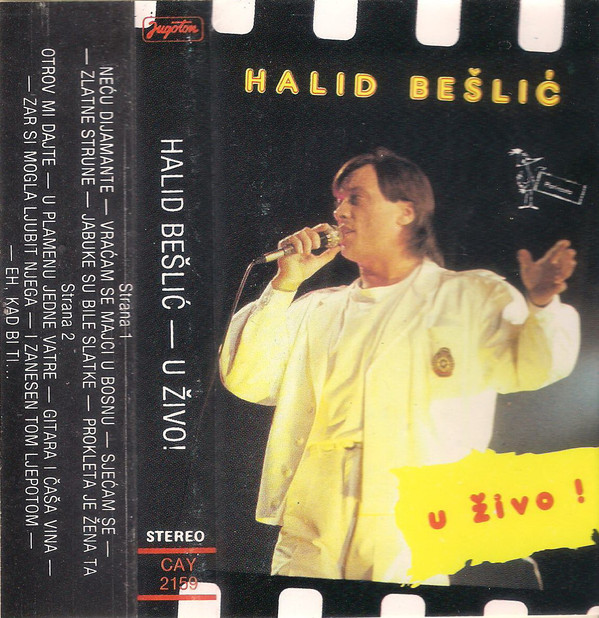 Strana 1
NEĆU DIJAMANTE — VRAĆAM SE MAJCI U BOSNU — SJEĆAM SE —
— ZLATNE STRUNE — JABUKE SU BILE SLATKE — PROKLETA JE ŽENA TA
Strana 2
OTROV MI DAJTE — U PLAMENU JEDNE VATRE — GITARA I ČAŠA VINA —
— ZAR SI MOGLA LJUBIT NJEGA — I ZANESEN TOM LJEPOTOM —
— EH, KAD BI TI...
Jugoton
HALID BEŠLIĆ — U ŽIVO!
STEREO
CAY
2159
HALID BEŠLIĆ
u živo !